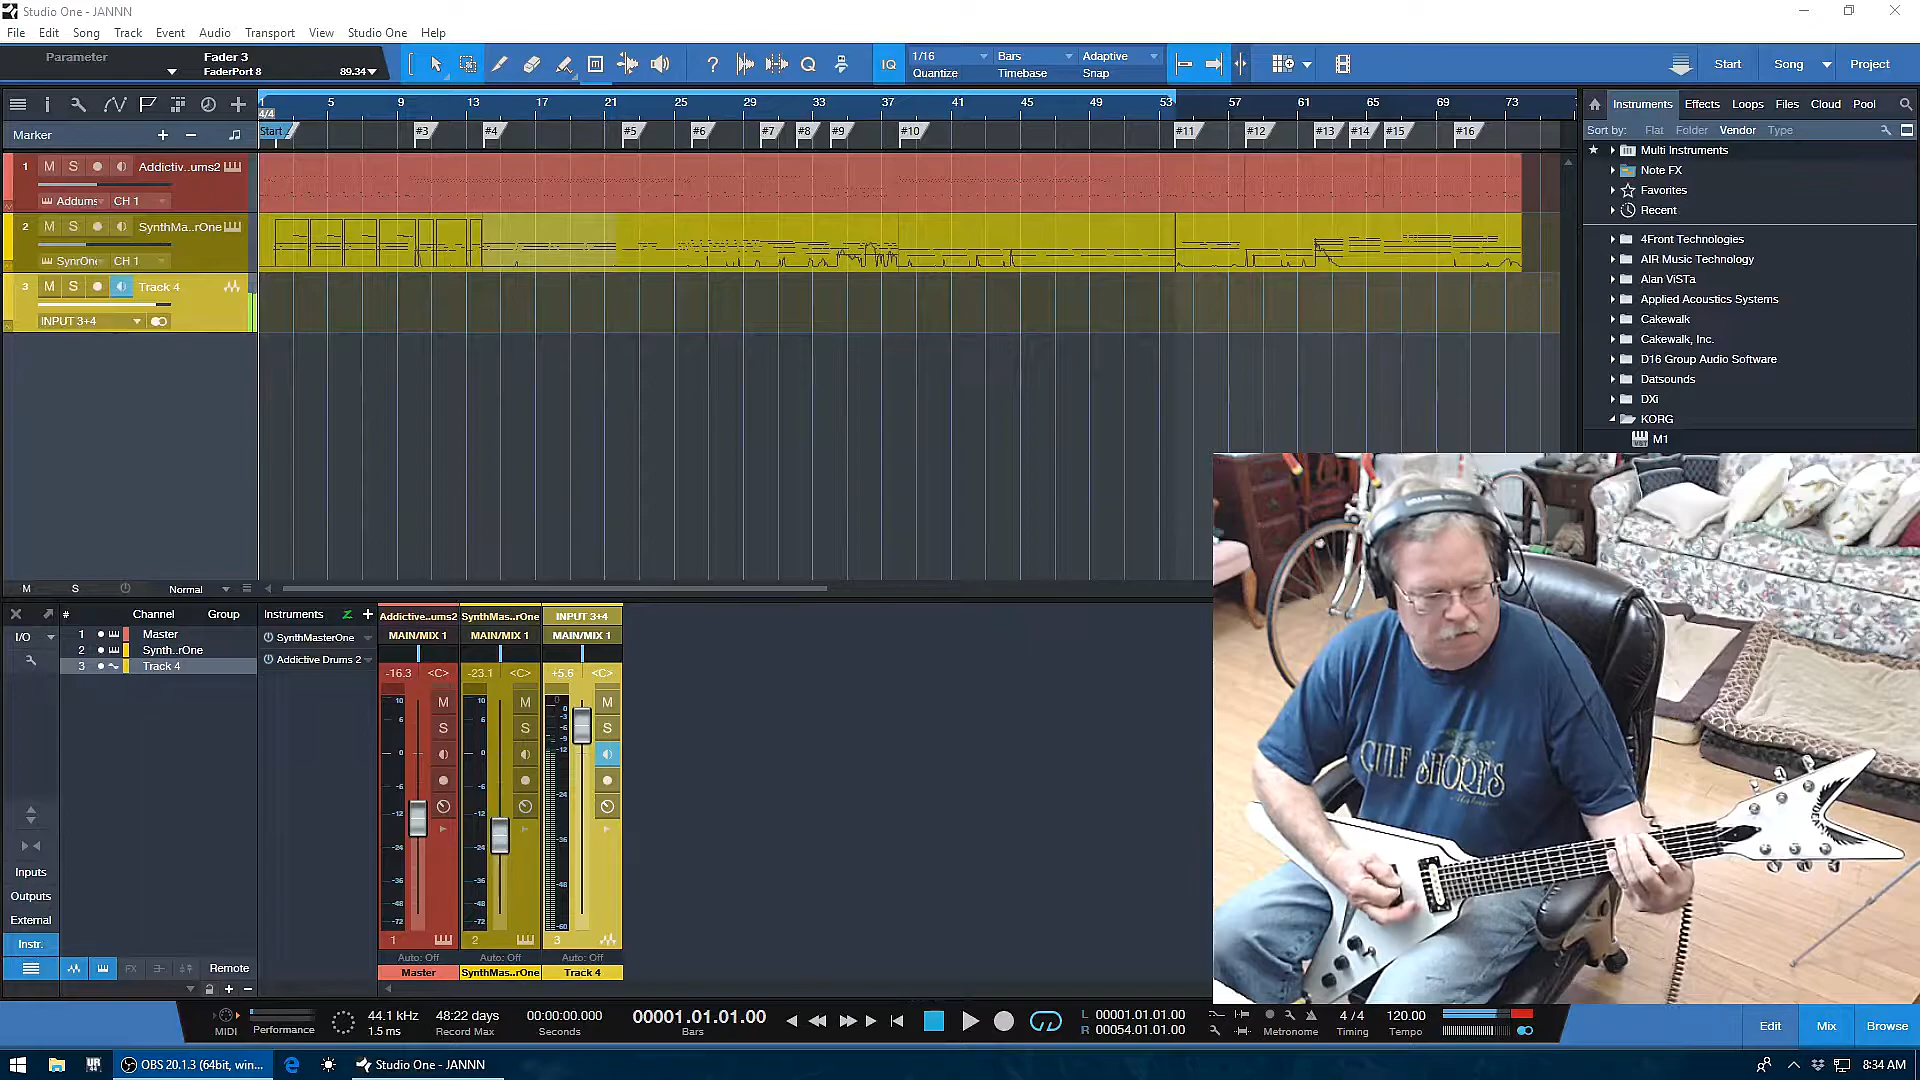 Studio One - JANNN
File Edit Song Track Event Audio Transport View Studio One Help
Parameter
Fader 3
FaderPort 8
89.34
IQ
1/16
Quantize
Bars
Timebase
Adaptive
Snap
Start
Song
Project
5 9 13 17 21 25 29 33 37 41 45 49 53 57 61 65 69 73
4/4
Marker
Start #3 #4 #5 #6 #7 #8 #9 #10 #11 #12 #13 #14 #15 #16
1 M S Addictiv..ums2
Addums CH 1
2 M S SynthMa..rOne
SynrOne CH 1
3 M S Track 4
INPUT 3+4
M S Normal
Instruments Effects Loops Files Cloud Pool
Sort by: Flat Folder Vendor Type
Multi Instruments
Note FX
Favorites
Recent
4Front Technologies
AIR Music Technology
Alan ViSTa
Applied Acoustics Systems
Cakewalk
Cakewalk, Inc.
D16 Group Audio Software
Datsounds
DXi
KORG
M1
# Channel Group
I/O
1 Master
2 Synth..rOne
3 Track 4
Instruments
SynthMasterOne
Addictive Drums 2
Addictive..ums2 SynthMas..rOne INPUT 3+4
MAIN/MIX 1 MAIN/MIX 1 MAIN/MIX 1
-16.3 <C> -23.1 <C> +5.6 <C>
M M M
S S S
1 2 3
Auto: Off Auto: Off Auto: Off
Master SynthMas..rOne Track 4
Inputs
Outputs
External
Instr.
FX
Remote
GULF SHORES
MIDI
Performance
44.1 kHz
1.5 ms
48:22 days
Record Max
00:00:00.000
Seconds
00001.01.01.00
Bars
L 00001.01.01.00
R 00054.01.01.00
Metronome
4 / 4
Timing
120.00
Tempo
Edit
Mix
Browse
OBS 20.1.3 (64bit, win...
Studio One - JANNN
8:34 AM